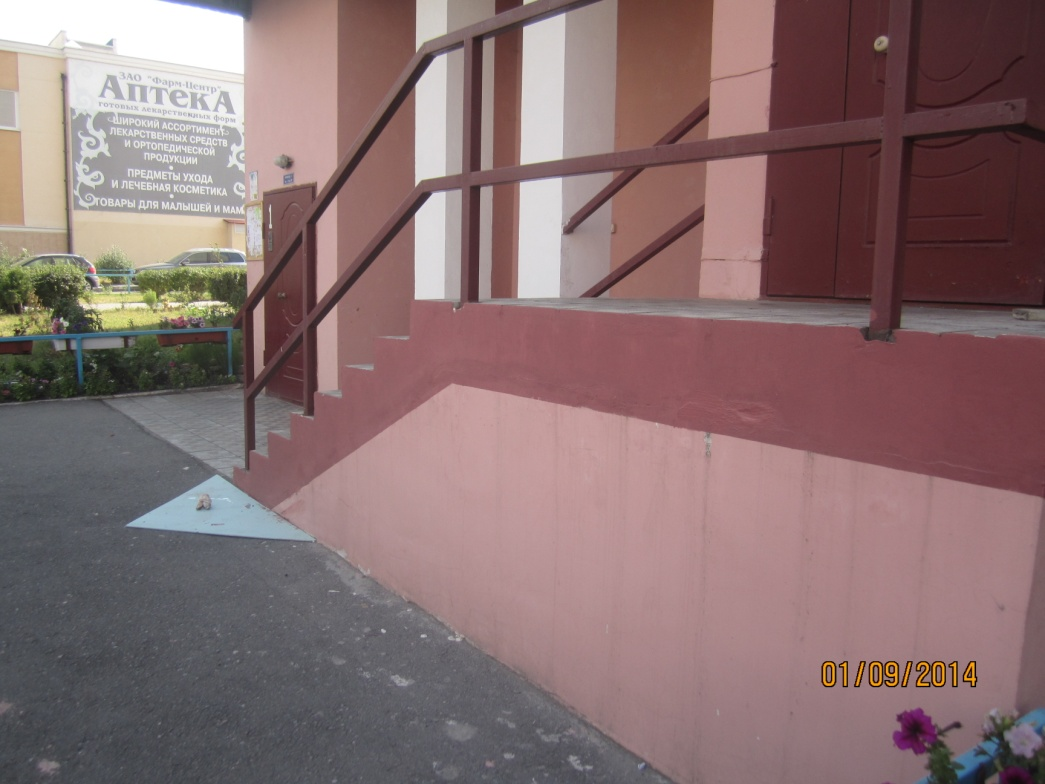 ЗАО "Фарм-Центр"
Аптека
готовых лекарственных форм
ШИРОКИЙ АССОРТИМЕНТ
ЛЕКАРСТВЕННЫХ СРЕДСТВ
И ОРТОПЕДИЧЕСКОЙ
ПРОДУКЦИИ
ПРЕДМЕТЫ УХОДА
И ЛЕЧЕБНАЯ КОСМЕТИКА
ТОВАРЫ ДЛЯ МАЛЫШЕЙ И МАМ
01/09/2014